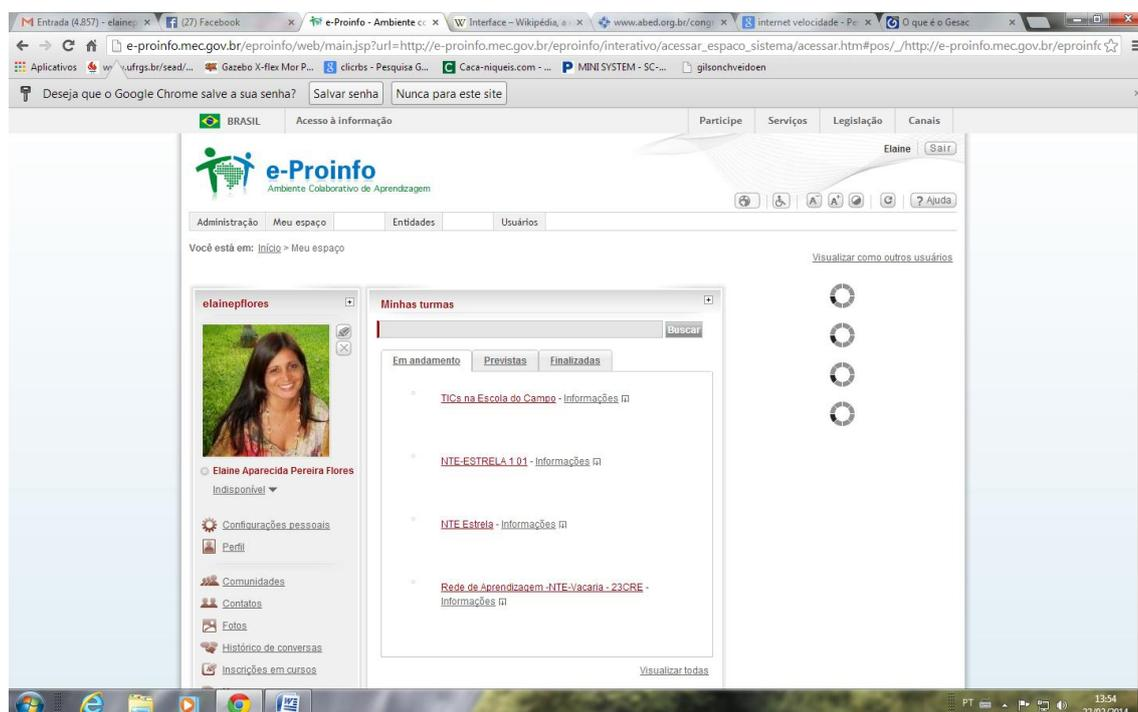 Entrada (4.857) - elainep
(27) Facebook
e-Proinfo - Ambiente co
Interface – Wikipédia, a
www.abed.org.br/cong
internet velocidade - Pe
O que é o Gesac
e-proinfo.mec.gov.br/eproinfo/web/main.jsp?url=http://e-proinfo.mec.gov.br/eproinfo/interativo/acessar_espaco_sistema/acessar.htm#pos/_/http://e-proinfo.mec.gov.br/eproinfo
Aplicativos
.ufrgs.br/sead/...
Gazebo X-flex Mor P...
clicrbs - Pesquisa G...
Caca-niqueis.com - ...
MINI SYSTEM - SC-...
gilsonchveidoen
Deseja que o Google Chrome salve a sua senha? Salvar senha Nunca para este site
BRASIL Acesso à informação Participe Serviços Legislação Canais
Elaine Sair
e-Proinfo
Ambiente Colaborativo de Aprendizagem
A- A+ ? Ajuda
Administração Meu espaço Entidades Usuários
Você está em: Início > Meu espaço
Visualizar como outros usuários
elainepflores
Elaine Aparecida Pereira Flores
Indisponível
Configurações pessoais
Perfil
Comunidades
Contatos
Fotos
Histórico de conversas
Inscrições em cursos
Minhas turmas
Buscar
Em andamento Previstas Finalizadas
TICs na Escola do Campo - Informações
NTE-ESTRELA 1 01 - Informações
NTE Estrela - Informações
Rede de Aprendizagem -NTE-Vacaria - 23CRE -
Informações
Visualizar todas
PT
13:54